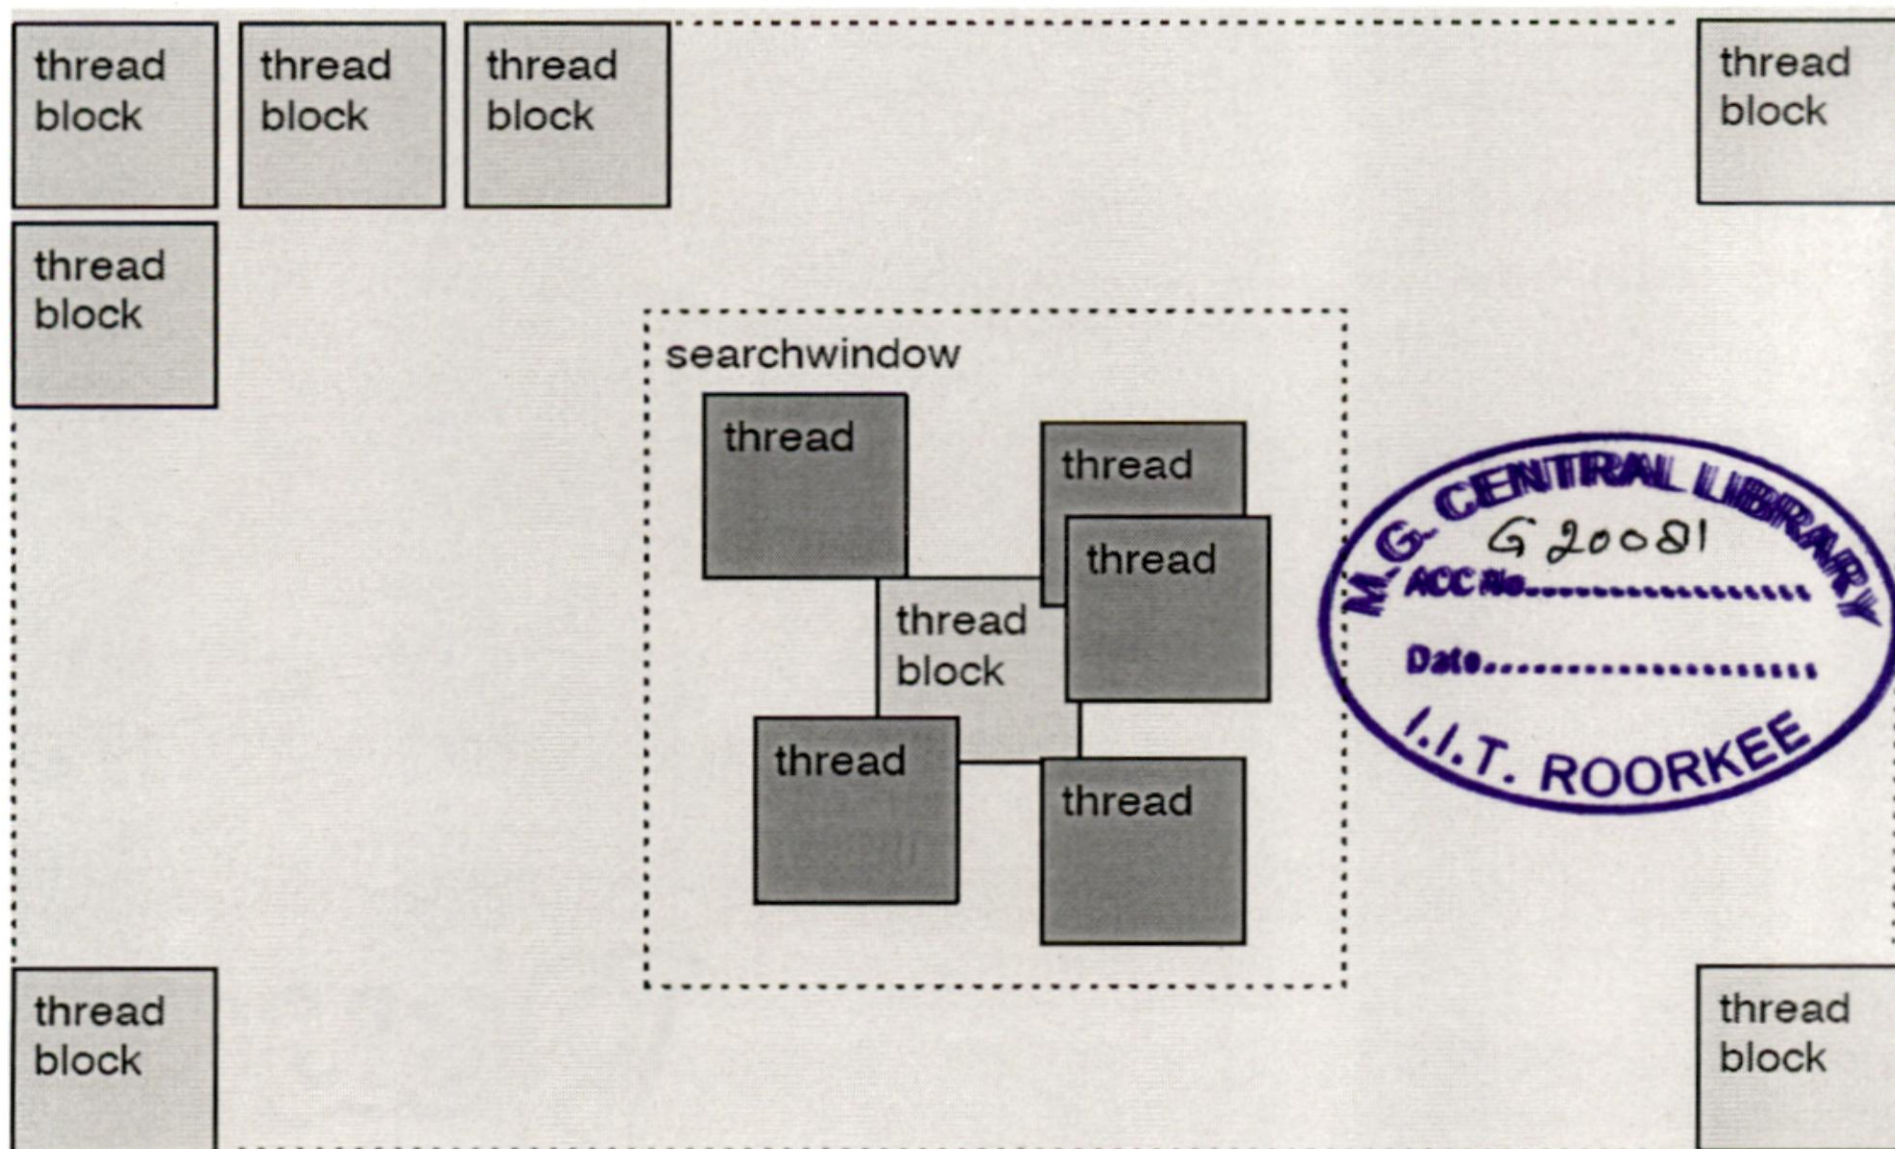 thread
block
thread
block
thread
block
thread
block
thread
block
searchwindow
thread
thread
thread
thread
block
thread
thread
M.G. CENTRAL LIBRARY
G20081
ACC No.
Date
I.I.T. ROORKEE
thread
block
thread
block